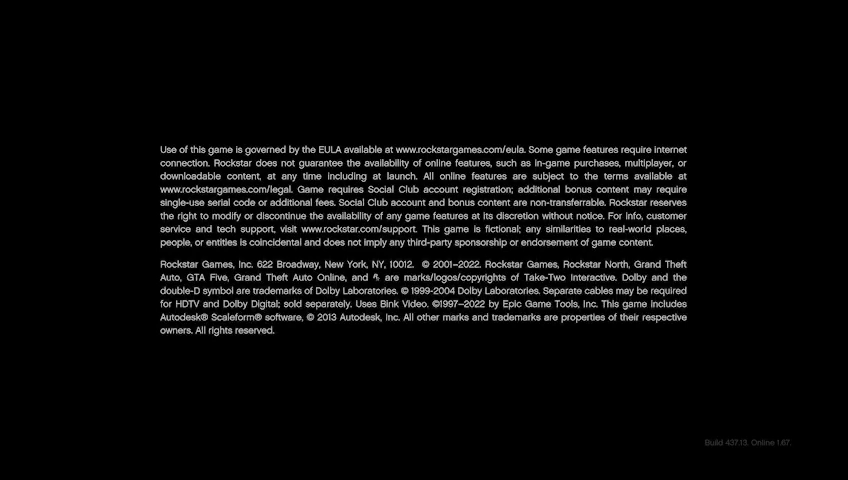 Use of this game is governed by the EULA available at www.rockstargames.com/eula. Some game features require internet
connection. Rockstar does not guarantee the availability of online features, such as in-game purchases, multiplayer, or
downloadable content, at any time including at launch. All online features are subject to the terms available at
www.rockstargames.com/legal. Game requires Social Club account registration; additional bonus content may require
single-use serial code or additional fees. Social Club account and bonus content are non-transferrable. Rockstar reserves
the right to modify or discontinue the availability of any game features at its discretion without notice. For info, customer
service and tech support, visit www.rockstar.com/support. This game is fictional; any similarities to real-world places,
people, or entities is coincidental and does not imply any third-party sponsorship or endorsement of game content.
Rockstar Games, Inc. 622 Broadway, New York, NY, 10012. © 2001–2022. Rockstar Games, Rockstar North, Grand Theft
Auto, GTA Five, Grand Theft Auto Online, and are marks/logos/copyrights of Take-Two Interactive. Dolby and the
double-D symbol are trademarks of Dolby Laboratories. © 1999-2004 Dolby Laboratories. Separate cables may be required
for HDTV and Dolby Digital; sold separately. Uses Bink Video. ©1997–2022 by Epic Game Tools, Inc. This game includes
Autodesk® Scaleform® software, © 2013 Autodesk, Inc. All other marks and trademarks are properties of their respective
owners. All rights reserved.
Build 437.13. Online 1.67.